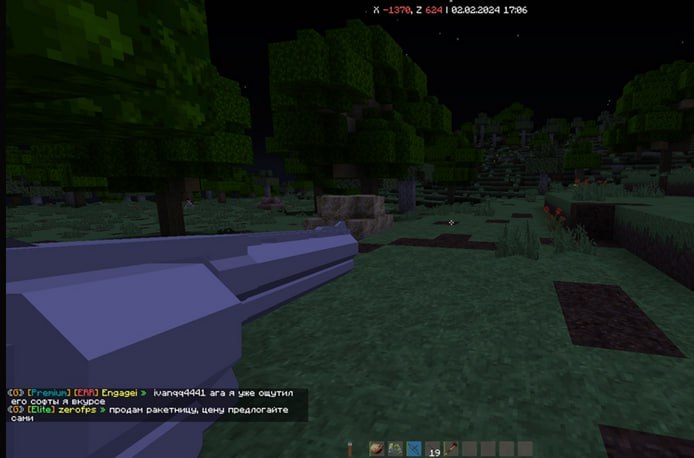 X -1370, Z 624 | 02.02.2024 17:06
«G» [Premium] [ERR] Engagei » ivanqq4441 ага я уже ощутил
его софты я вкурсе
«G» [Elite] zerofps » продам ракетницу, цену предлогайте
сами
19